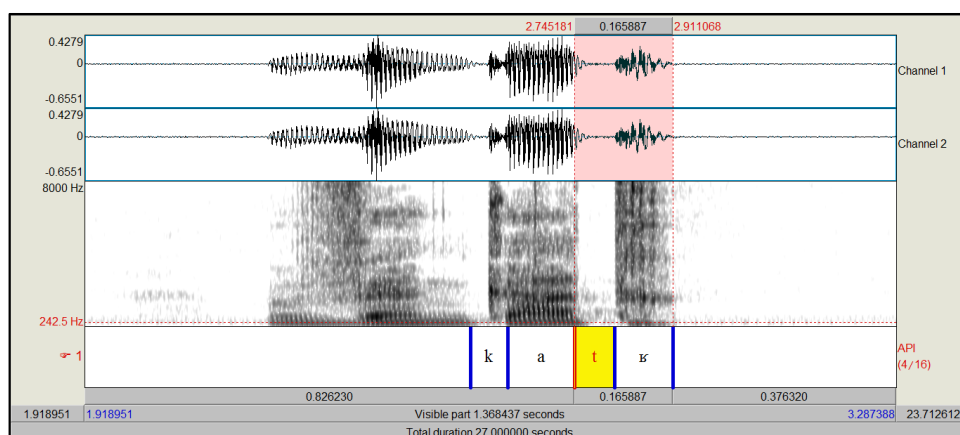 2.745181 0.165887 2.911068
0.4279
0
-0.6551
Channel 1
0.4279
0
-0.6551
Channel 2
8000 Hz
242.5 Hz
☞ 1 k a t ʁ API
(4/16)
0.826230 0.165887 0.376320
1.918951 1.918951 Visible part 1.368437 seconds 3.287388 23.712612
Total duration 27.000000 seconds